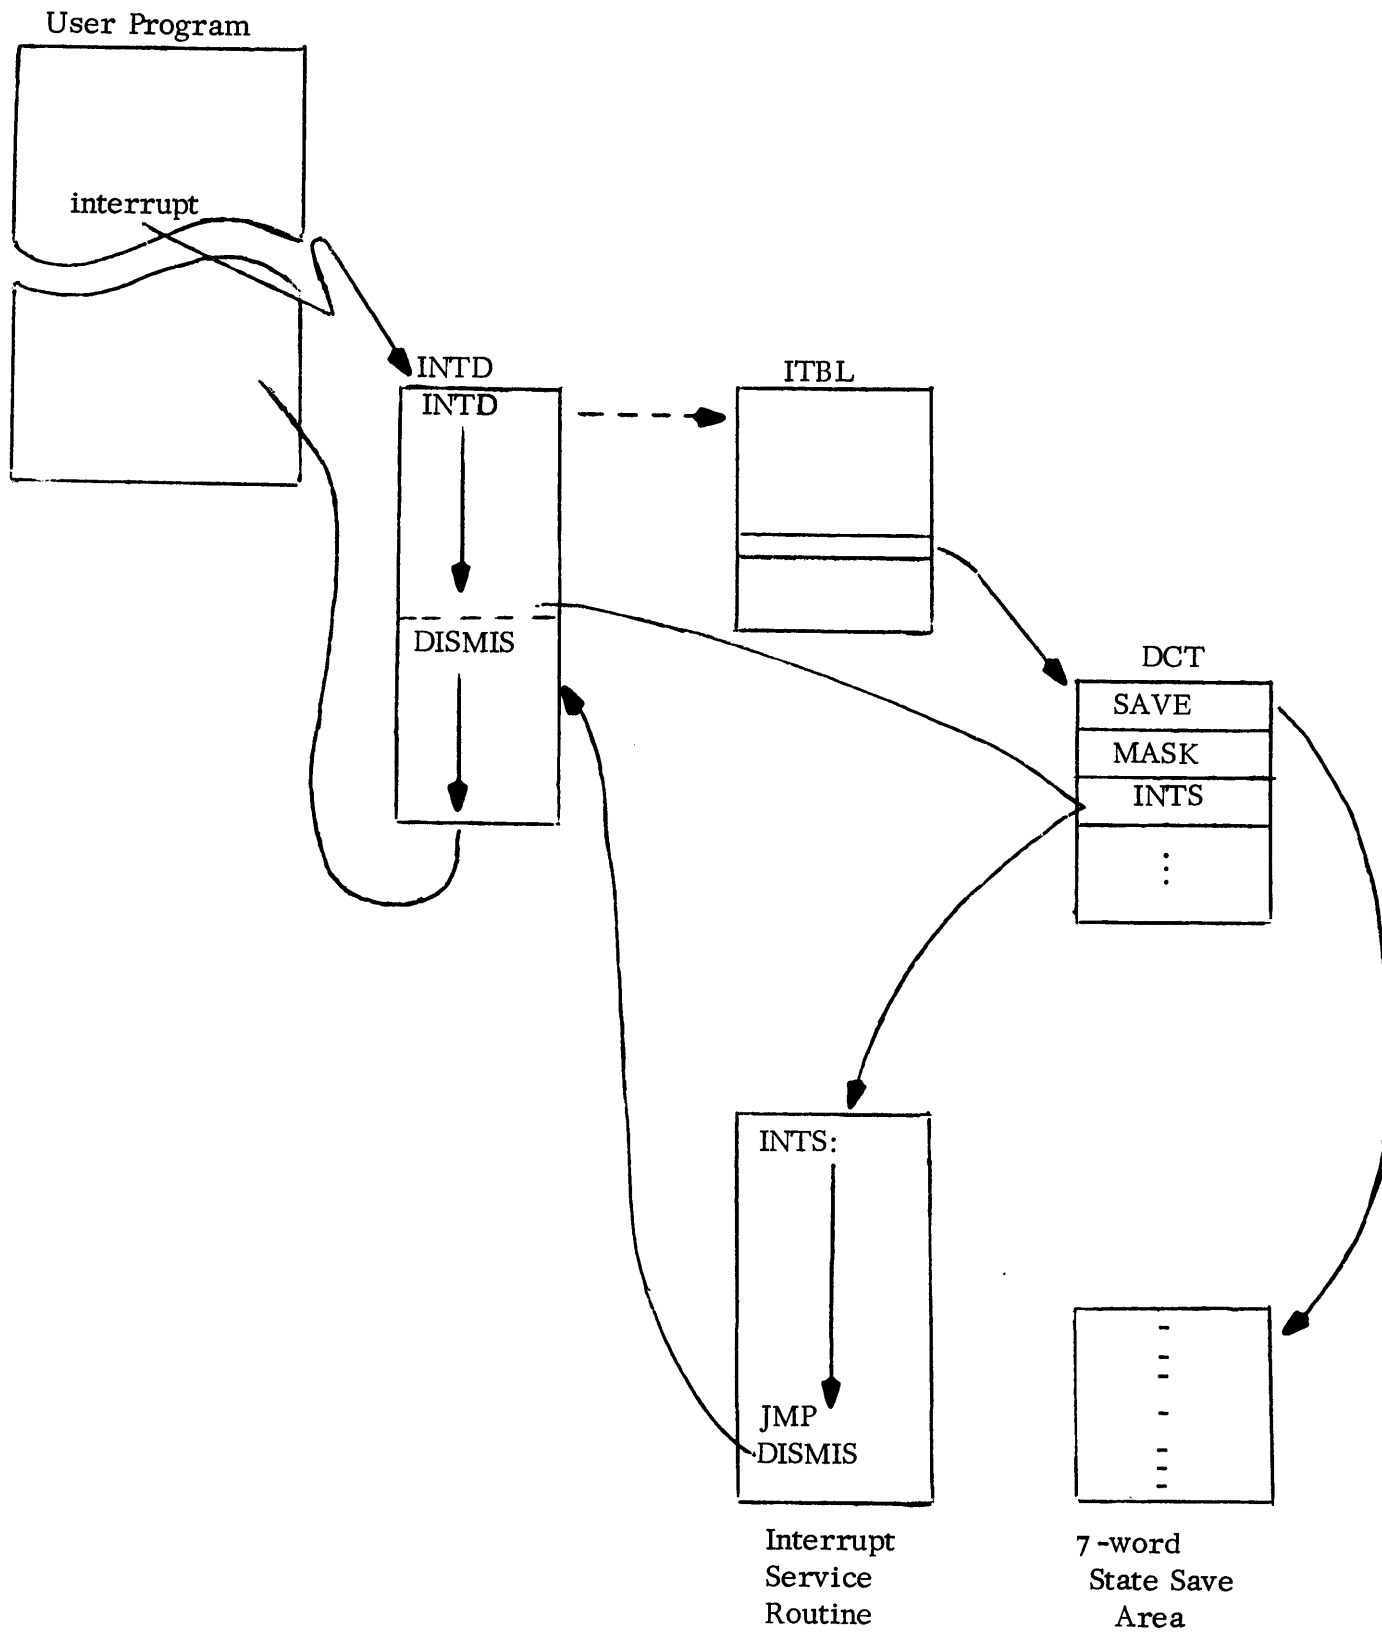 User Program
interrupt
INTD
INTD
DISMIS
ITBL
DCT
SAVE
MASK
INTS
INTS:
JMP
DISMIS
Interrupt
Service
Routine
7-word
State Save
Area